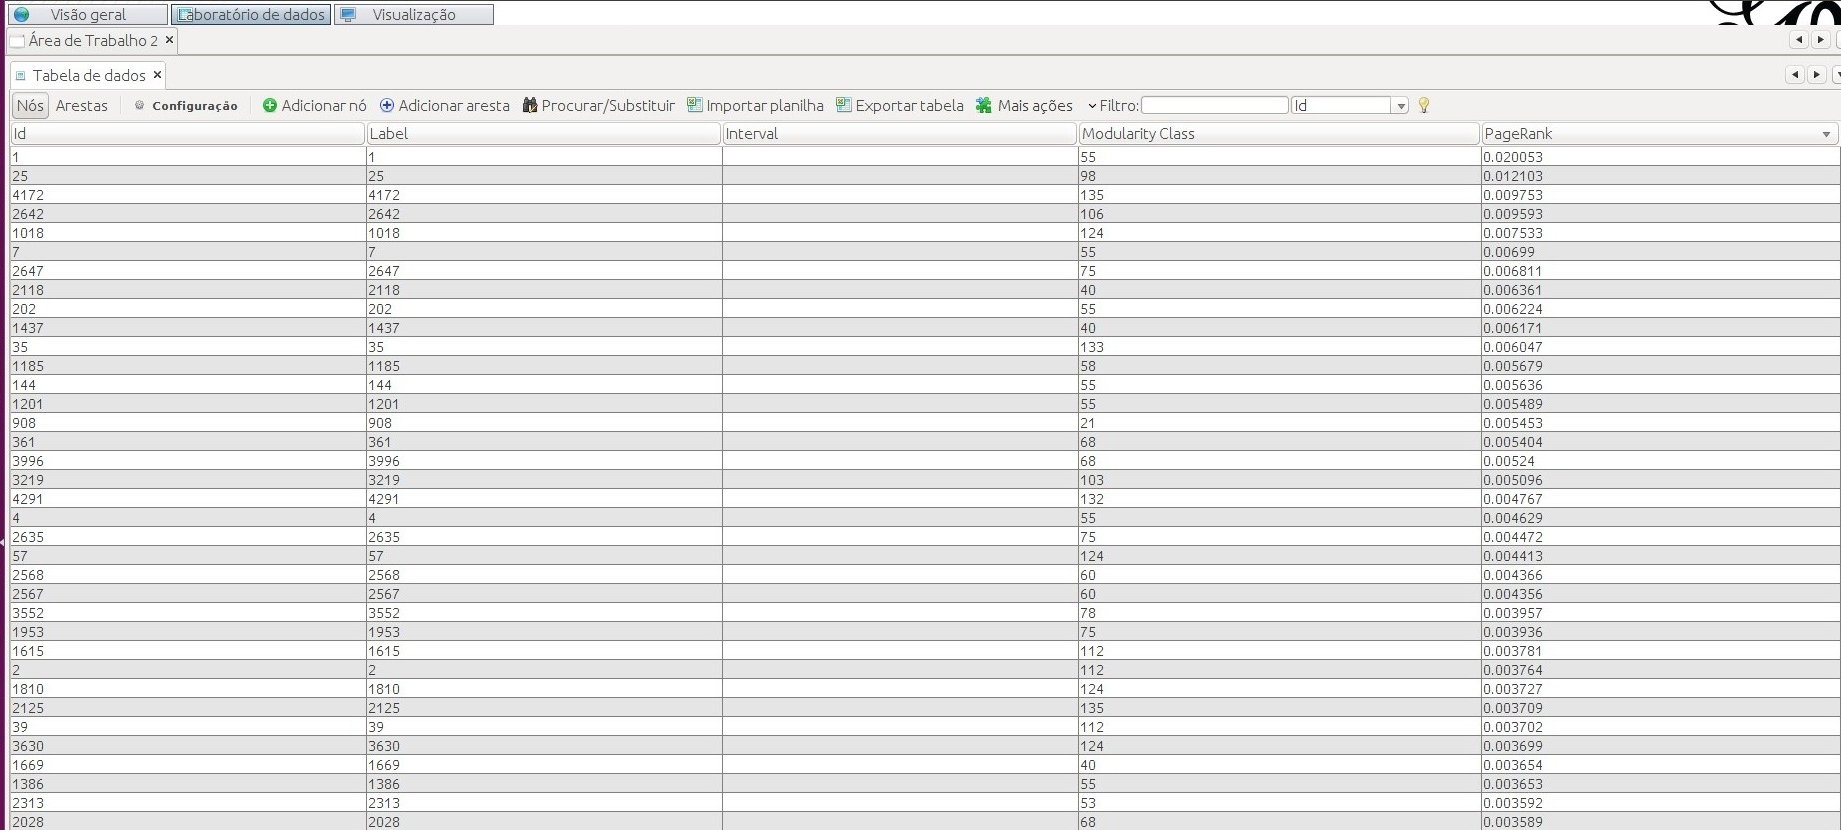 Visão geral Laboratório de dados Visualização
Área de Trabalho 2 ×
Tabela de dados ×
Nós Arestas Configuração Adicionar nó Adicionar aresta Procurar/Substituir Importar planilha Exportar tabela Mais ações Filtro: Id
Id Label Interval Modularity Class PageRank
1 1 55 0.020053
25 25 98 0.012103
4172 4172 135 0.009753
2642 2642 106 0.009593
1018 1018 124 0.007533
7 7 55 0.00699
2647 2647 75 0.006811
2118 2118 40 0.006361
202 202 55 0.006224
1437 1437 40 0.006171
35 35 133 0.006047
1185 1185 58 0.005679
144 144 55 0.005636
1201 1201 55 0.005489
908 908 21 0.005453
361 361 68 0.005404
3996 3996 68 0.00524
3219 3219 103 0.005096
4291 4291 132 0.004767
4 4 55 0.004629
2635 2635 75 0.004472
57 57 124 0.004413
2568 2568 60 0.004366
2567 2567 60 0.004356
3552 3552 78 0.003957
1953 1953 75 0.003936
1615 1615 112 0.003781
2 2 112 0.003764
1810 1810 124 0.003727
2125 2125 135 0.003709
39 39 112 0.003702
3630 3630 124 0.003699
1669 1669 40 0.003654
1386 1386 55 0.003653
2313 2313 53 0.003592
2028 2028 68 0.003589